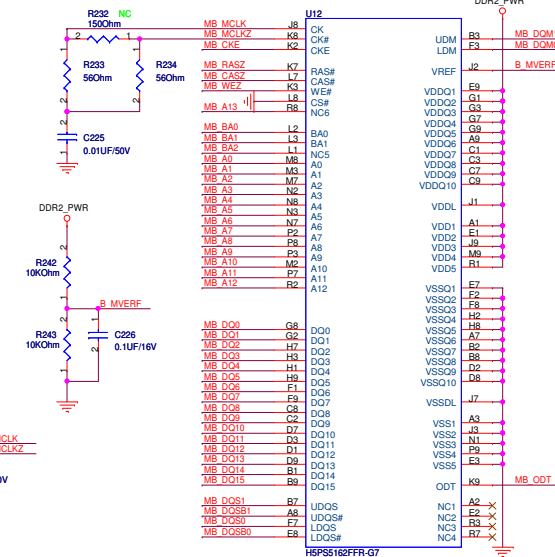 DDR2_PWR
R232 NC
150Ohm
U12
MB_MCLK J8 CK
MB_MCLKZ K8 CK# UDM B3 MB_DQM1
MB_CKE K2 CKE LDM F3 MB_DQM0
R233
56Ohm
R234
56Ohm
MB_RASZ K7 RAS# VREF J2 B_MVERF
MB_CASZ L7 CAS#
MB_WEZ K3 WE# VDDQ1 E9
L8 CS# VDDQ2 G1
MB_A13 R8 NC6 VDDQ3 G3
VDDQ4 G7
MB_BA0 L2 BA0 VDDQ5 G9
MB_BA1 L3 BA1 VDDQ6 A9
MB_BA2 L1 NC5 VDDQ7 C1
MB_A0 M8 A0 VDDQ8 C3
MB_A1 M3 A1 VDDQ9 C7
MB_A2 M7 A2 VDDQ10 C9
C225
0.01UF/50V
MB_A3 N2 A3
MB_A4 N8 A4 VDDL J1
MB_A5 N3 A5
MB_A6 N7 A6 VDD1 A1
MB_A7 P2 A7 VDD2 E1
MB_A8 P8 A8 VDD3 J9
MB_A9 P3 A9 VDD4 M9
MB_A10 M2 A10 VDD5 R1
MB_A11 P7 A11
MB_A12 R2 A12 VSSQ1 E7
VSSQ2 F2
VSSQ3 F8
VSSQ4 H2
DDR2_PWR
R242
10KOhm
B_MVERF
R243
10KOhm
C226
0.1UF/16V
MB_DQ0 G8 DQ0 VSSQ5 H8
MB_DQ1 G2 DQ1 VSSQ6 A7
MB_DQ2 H7 DQ2 VSSQ7 B2
MB_DQ3 H3 DQ3 VSSQ8 B8
MB_DQ4 H1 DQ4 VSSQ9 D2
MB_DQ5 H9 DQ5 VSSQ10 D8
MB_DQ6 F1 DQ6
MB_DQ7 F9 DQ7 VSSDL J7
MB_DQ8 C8 DQ8
MB_DQ9 C2 DQ9 VSS1 A3
MB_DQ10 D7 DQ10 VSS2 J3
MB_DQ11 D3 DQ11 VSS3 N1
MB_DQ12 D1 DQ12 VSS4 P9
MB_DQ13 D9 DQ13 VSS5 E3
MB_DQ14 B1 DQ14
MB_DQ15 B9 DQ15 ODT K9 MB_ODT
MB_DQS1 B7 UDQS NC1 A2
MB_DQSB1 A8 UDQS# NC2 E2
MB_DQS0 F7 LDQS NC3 R3
MB_DQSB0 E8 LDQS# NC4 R7
H5PS5162FFR-G7